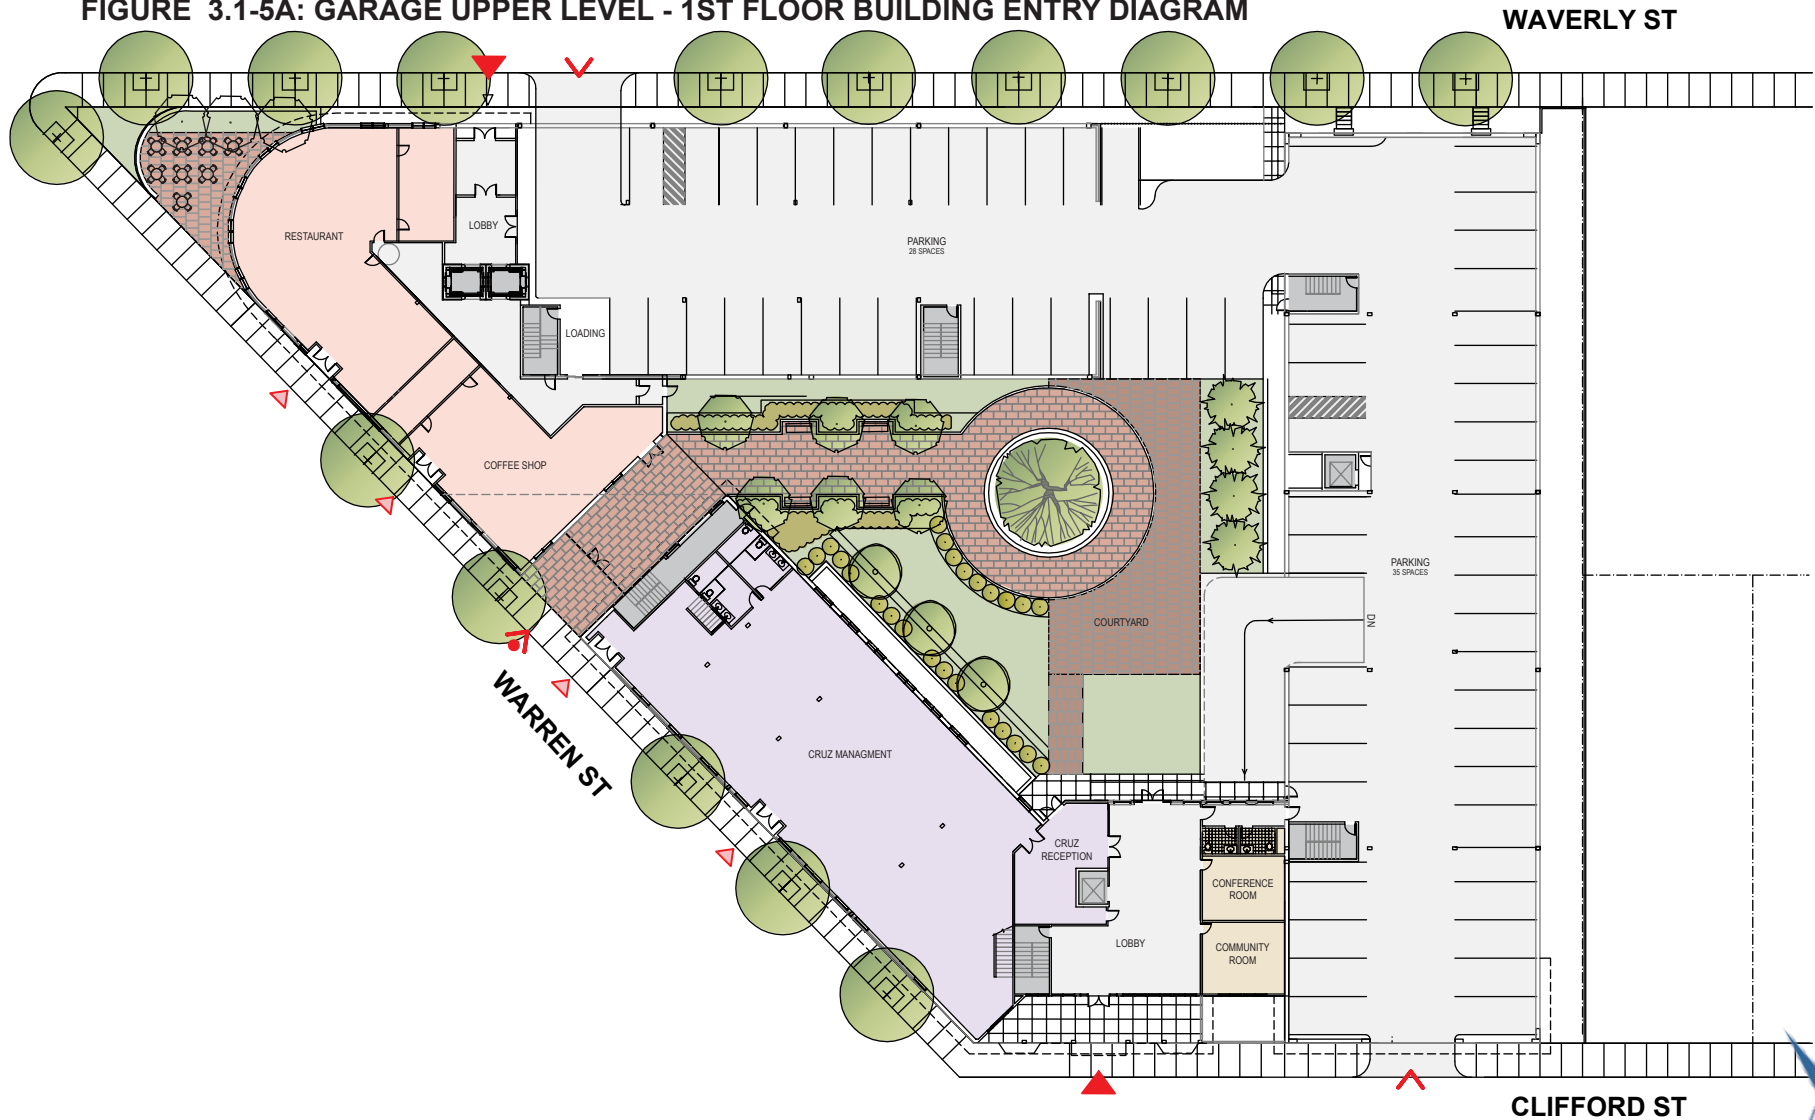 FIGURE 3.1-5A: GARAGE UPPER LEVEL - 1ST FLOOR BUILDING ENTRY DIAGRAM
WAVERLY ST
RESTAURANT
LOBBY
PARKING
28 SPACES
LOADING
COFFEE SHOP
PARKING
35 SPACES
COURTYARD
DN
WARREN ST
CRUZ MANAGMENT
CRUZ
RECEPTION
CONFERENCE
ROOM
LOBBY
COMMUNITY
ROOM
CLIFFORD ST